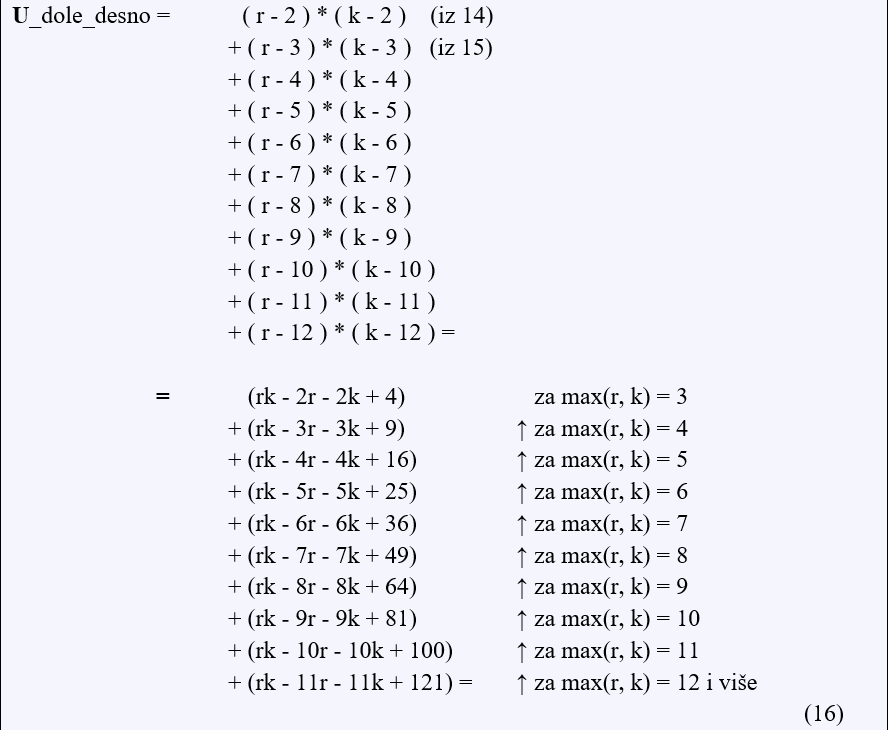 U_dole_desno = ( r - 2 ) * ( k - 2 ) (iz 14)
+ ( r - 3 ) * ( k - 3 ) (iz 15)
+ ( r - 4 ) * ( k - 4 )
+ ( r - 5 ) * ( k - 5 )
+ ( r - 6 ) * ( k - 6 )
+ ( r - 7 ) * ( k - 7 )
+ ( r - 8 ) * ( k - 8 )
+ ( r - 9 ) * ( k - 9 )
+ ( r - 10 ) * ( k - 10 )
+ ( r - 11 ) * ( k - 11 )
+ ( r - 12 ) * ( k - 12 ) =
= (rk - 2r - 2k + 4) za max(r, k) = 3
+ (rk - 3r - 3k + 9) ↑ za max(r, k) = 4
+ (rk - 4r - 4k + 16) ↑ za max(r, k) = 5
+ (rk - 5r - 5k + 25) ↑ za max(r, k) = 6
+ (rk - 6r - 6k + 36) ↑ za max(r, k) = 7
+ (rk - 7r - 7k + 49) ↑ za max(r, k) = 8
+ (rk - 8r - 8k + 64) ↑ za max(r, k) = 9
+ (rk - 9r - 9k + 81) ↑ za max(r, k) = 10
+ (rk - 10r - 10k + 100) ↑ za max(r, k) = 11
+ (rk - 11r - 11k + 121) = ↑ za max(r, k) = 12 i više
(16)